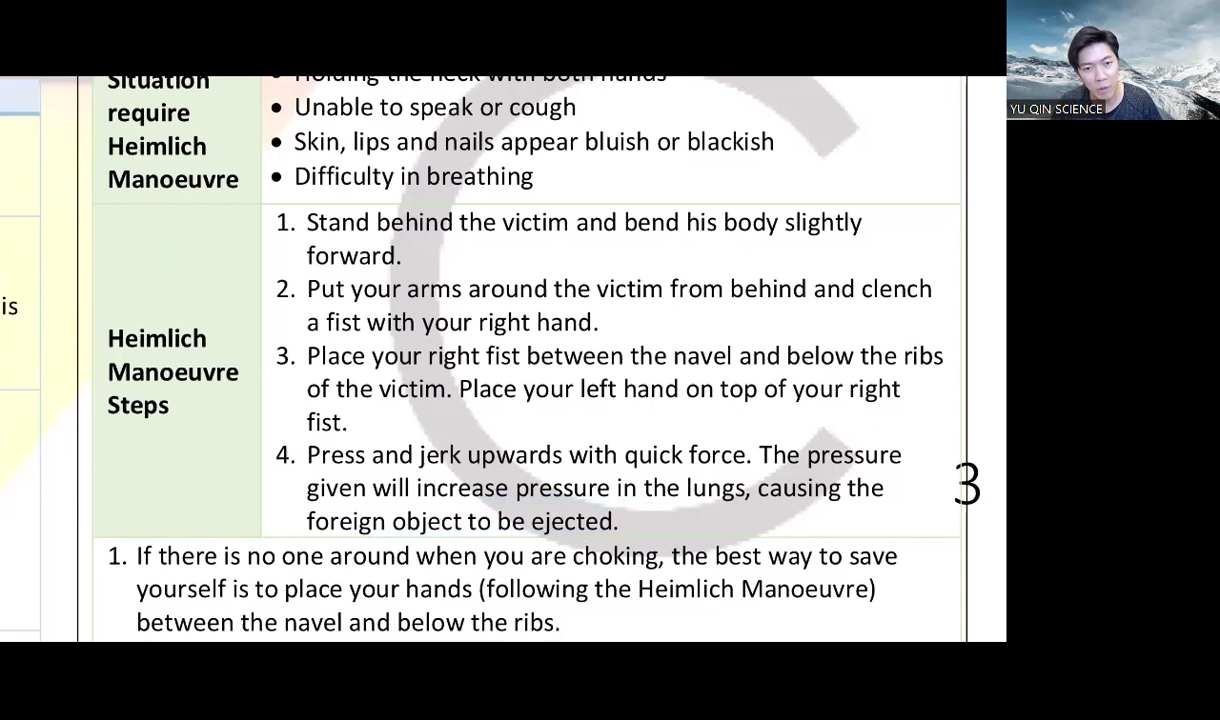 Situation
require
Heimlich
Manoeuvre
• Holding the neck with both hands
• Unable to speak or cough
• Skin, lips and nails appear bluish or blackish
• Difficulty in breathing
is
Heimlich
Manoeuvre
Steps
1. Stand behind the victim and bend his body slightly
forward.
2. Put your arms around the victim from behind and clench
a fist with your right hand.
3. Place your right fist between the navel and below the ribs
of the victim. Place your left hand on top of your right
fist.
4. Press and jerk upwards with quick force. The pressure
given will increase pressure in the lungs, causing the
foreign object to be ejected.
3
1. If there is no one around when you are choking, the best way to save
yourself is to place your hands (following the Heimlich Manoeuvre)
between the navel and below the ribs.
YU QIN SCIENCE